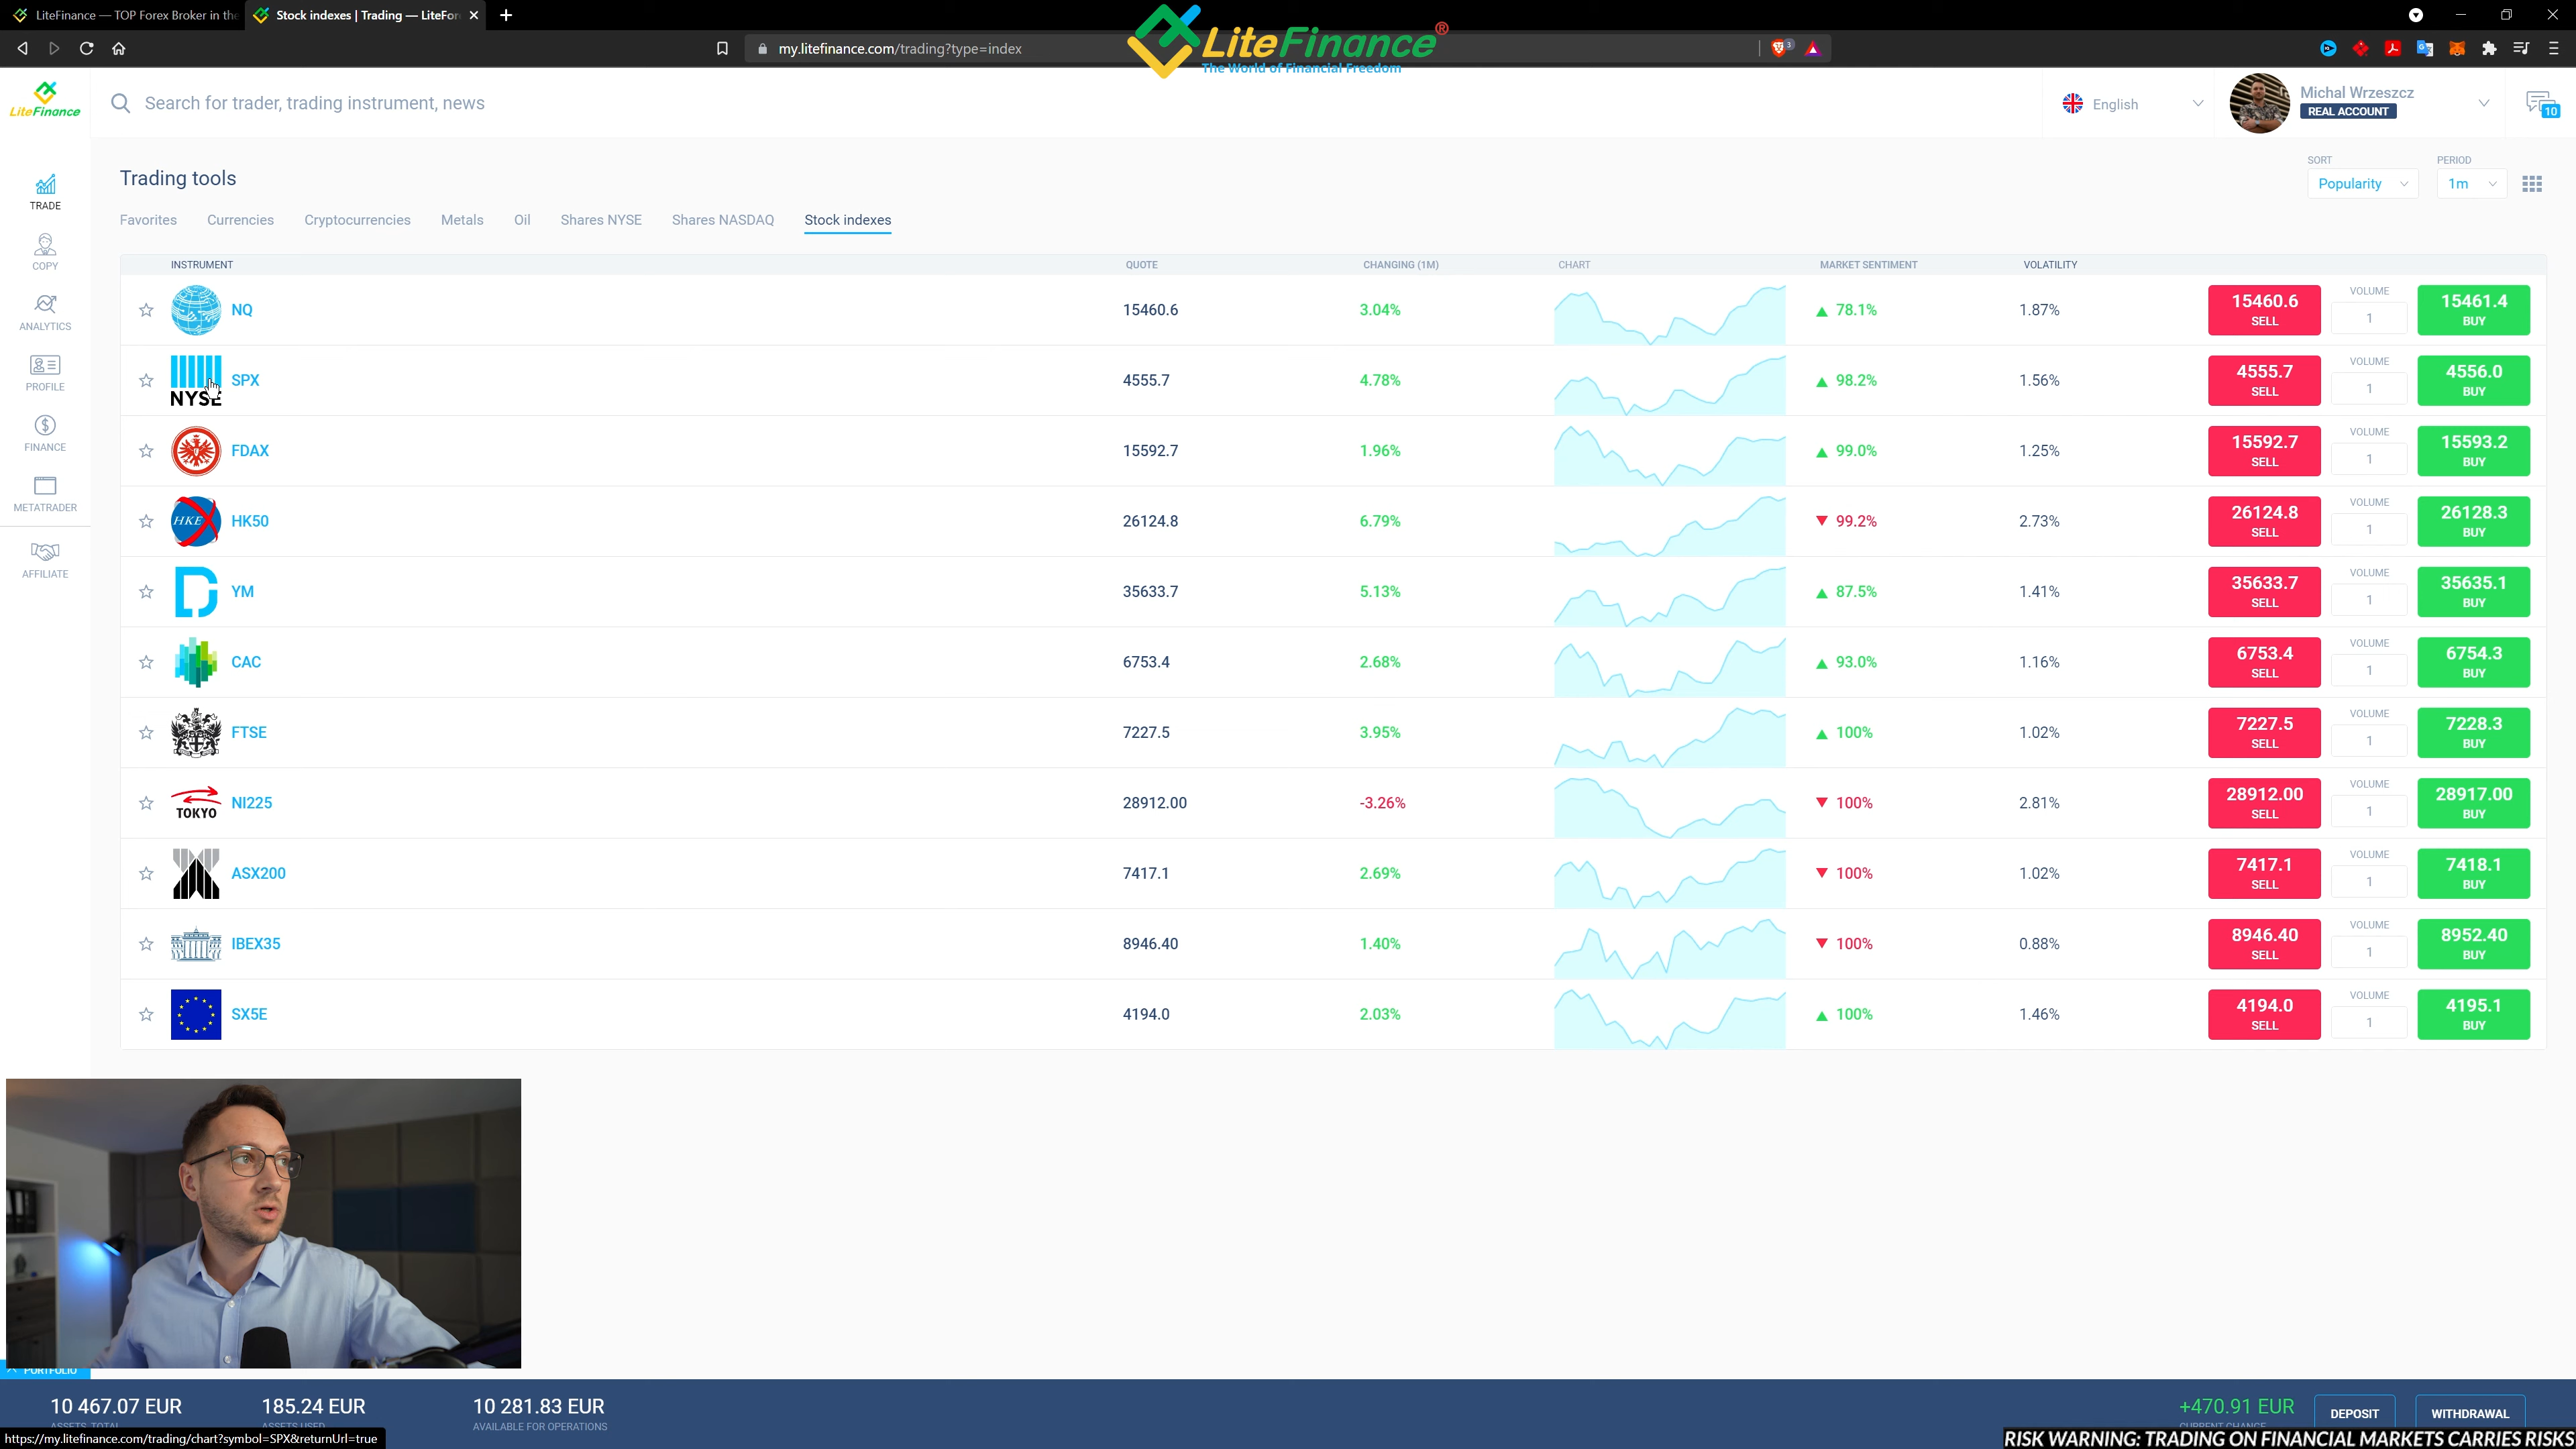 LiteFinance — TOP Forex Broker in the
Stock indexes | Trading — LiteFor
my.litefinance.com/trading?type=index
LiteFinance®
The World of Financial Freedom
3
LiteFinance
Search for trader, trading instrument, news
English
Michal Wrzeszcz
REAL ACCOUNT
10
TRADE
COPY
ANALYTICS
PROFILE
FINANCE
METATRADER
AFFILIATE
Trading tools
SORT
Popularity
PERIOD
1m
Favorites Currencies Cryptocurrencies Metals Oil Shares NYSE Shares NASDAQ Stock indexes
INSTRUMENT QUOTE CHANGING (1M) CHART MARKET SENTIMENT VOLATILITY
NQ 15460.6 3.04% 78.1% 1.87% 15460.6 SELL VOLUME 1 15461.4 BUY
NYSE SPX 4555.7 4.78% 98.2% 1.56% 4555.7 SELL VOLUME 1 4556.0 BUY
FDAX 15592.7 1.96% 99.0% 1.25% 15592.7 SELL VOLUME 1 15593.2 BUY
HKEX HK50 26124.8 6.79% 99.2% 2.73% 26124.8 SELL VOLUME 1 26128.3 BUY
YM 35633.7 5.13% 87.5% 1.41% 35633.7 SELL VOLUME 1 35635.1 BUY
CAC 6753.4 2.68% 93.0% 1.16% 6753.4 SELL VOLUME 1 6754.3 BUY
FTSE 7227.5 3.95% 100% 1.02% 7227.5 SELL VOLUME 1 7228.3 BUY
TOKYO NI225 28912.00 -3.26% 100% 2.81% 28912.00 SELL VOLUME 1 28917.00 BUY
ASX200 7417.1 2.69% 100% 1.02% 7417.1 SELL VOLUME 1 7418.1 BUY
IBEX35 8946.40 1.40% 100% 0.88% 8946.40 SELL VOLUME 1 8952.40 BUY
SX5E 4194.0 2.03% 100% 1.46% 4194.0 SELL VOLUME 1 4195.1 BUY
PORTFOLIO
10 467.07 EUR 185.24 EUR 10 281.83 EUR +470.91 EUR
ASSETS, TOTAL ASSETS USED AVAILABLE FOR OPERATIONS CURRENT CHANGE
DEPOSIT WITHDRAWAL
https://my.litefinance.com/trading/chart?symbol=SPX&returnUrl=true
RISK WARNING: TRADING ON FINANCIAL MARKETS CARRIES RISKS